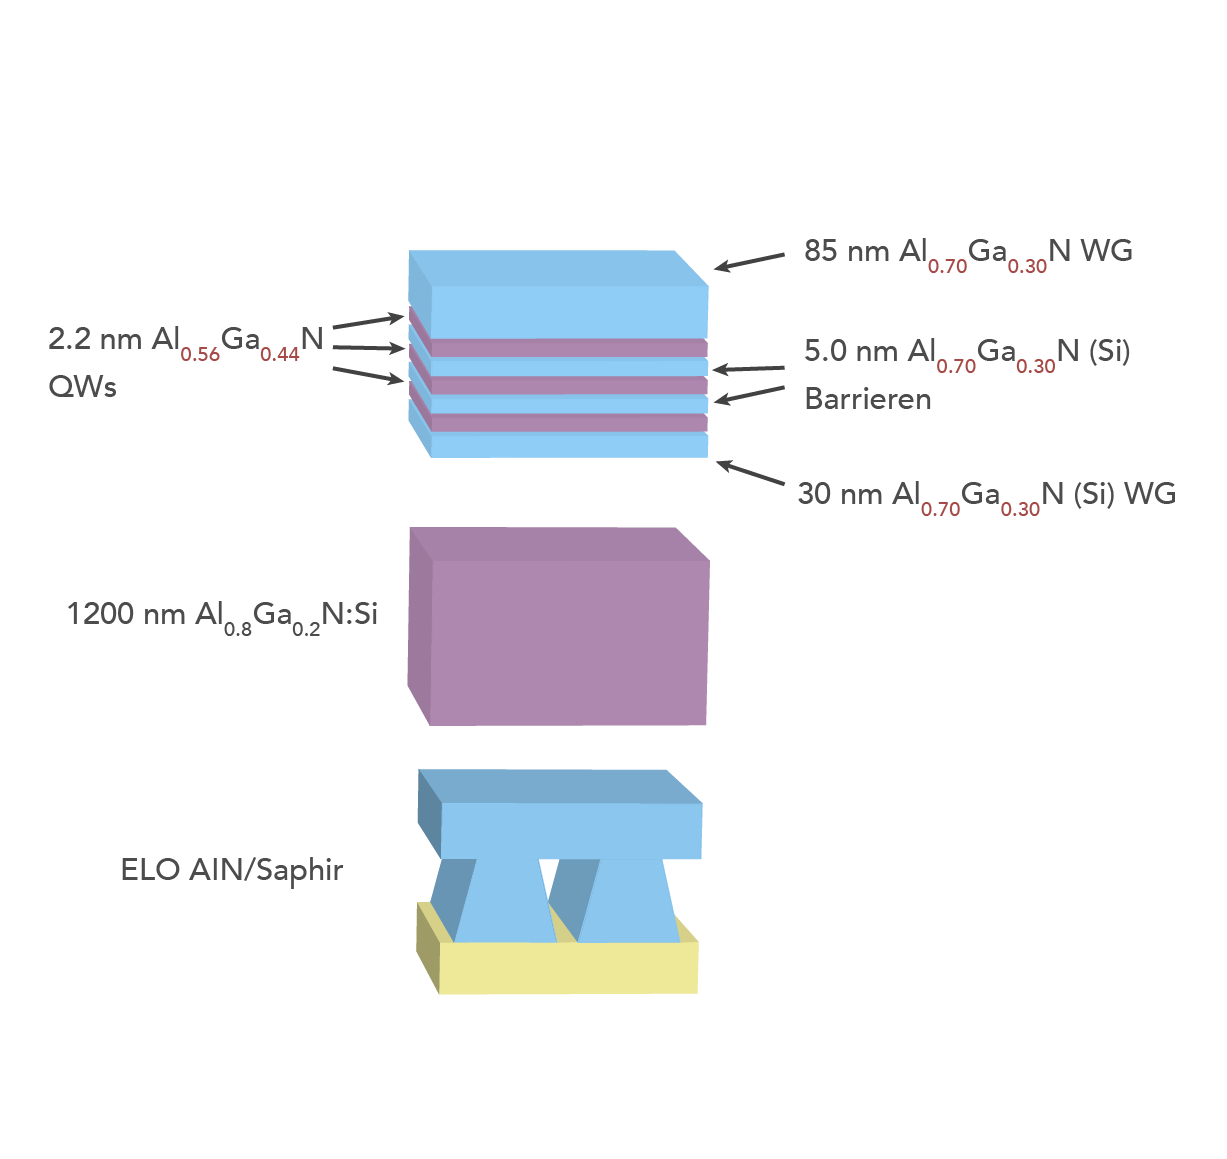 85 nm Al0.70Ga0.30N WG
2.2 nm Al0.56Ga0.44N
QWs
5.0 nm Al0.70Ga0.30N (Si)
Barrieren
30 nm Al0.70Ga0.30N (Si) WG
1200 nm Al0.8Ga0.2N:Si
ELO AlN/Saphir